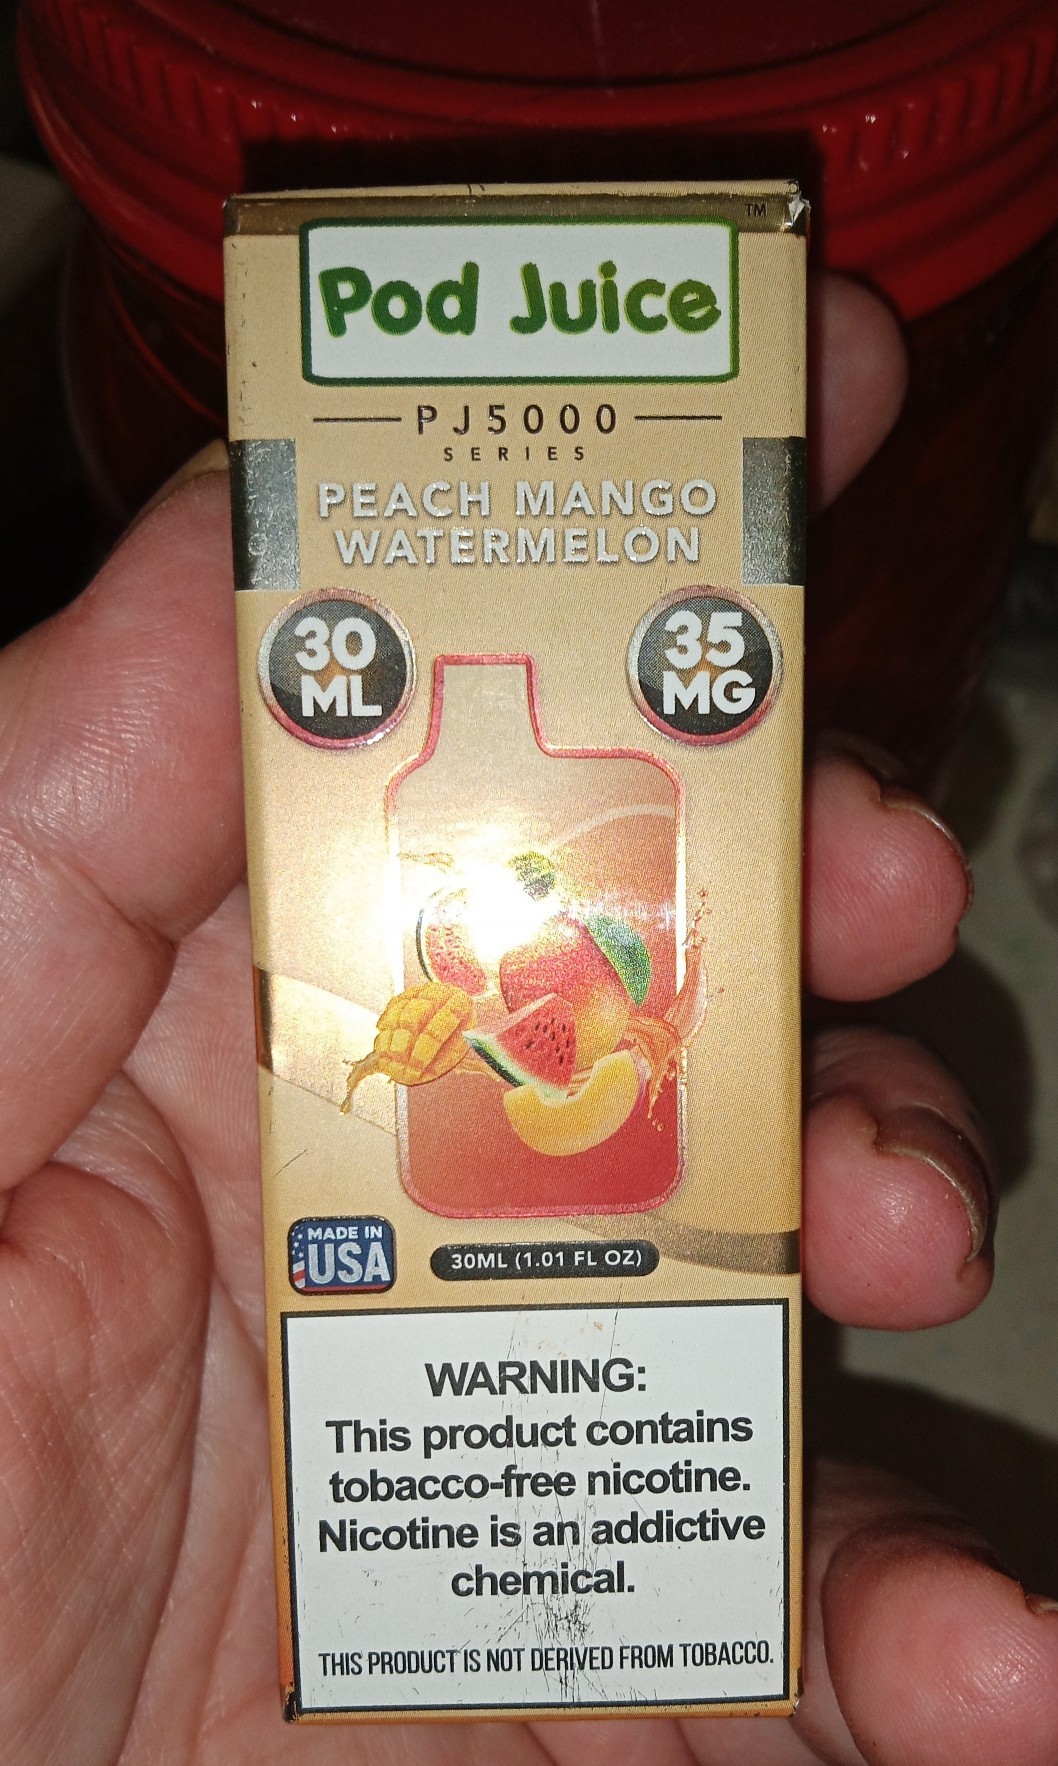 TM
Pod Juice
PJ5000
SERIES
PEACH MANGO
WATERMELON
30
ML
35
MG
MADE IN
USA
30ML (1.01 FL OZ)
WARNING:
This product contains
tobacco-free nicotine.
Nicotine is an addictive
chemical.
THIS PRODUCT IS NOT DERIVED FROM TOBACCO.